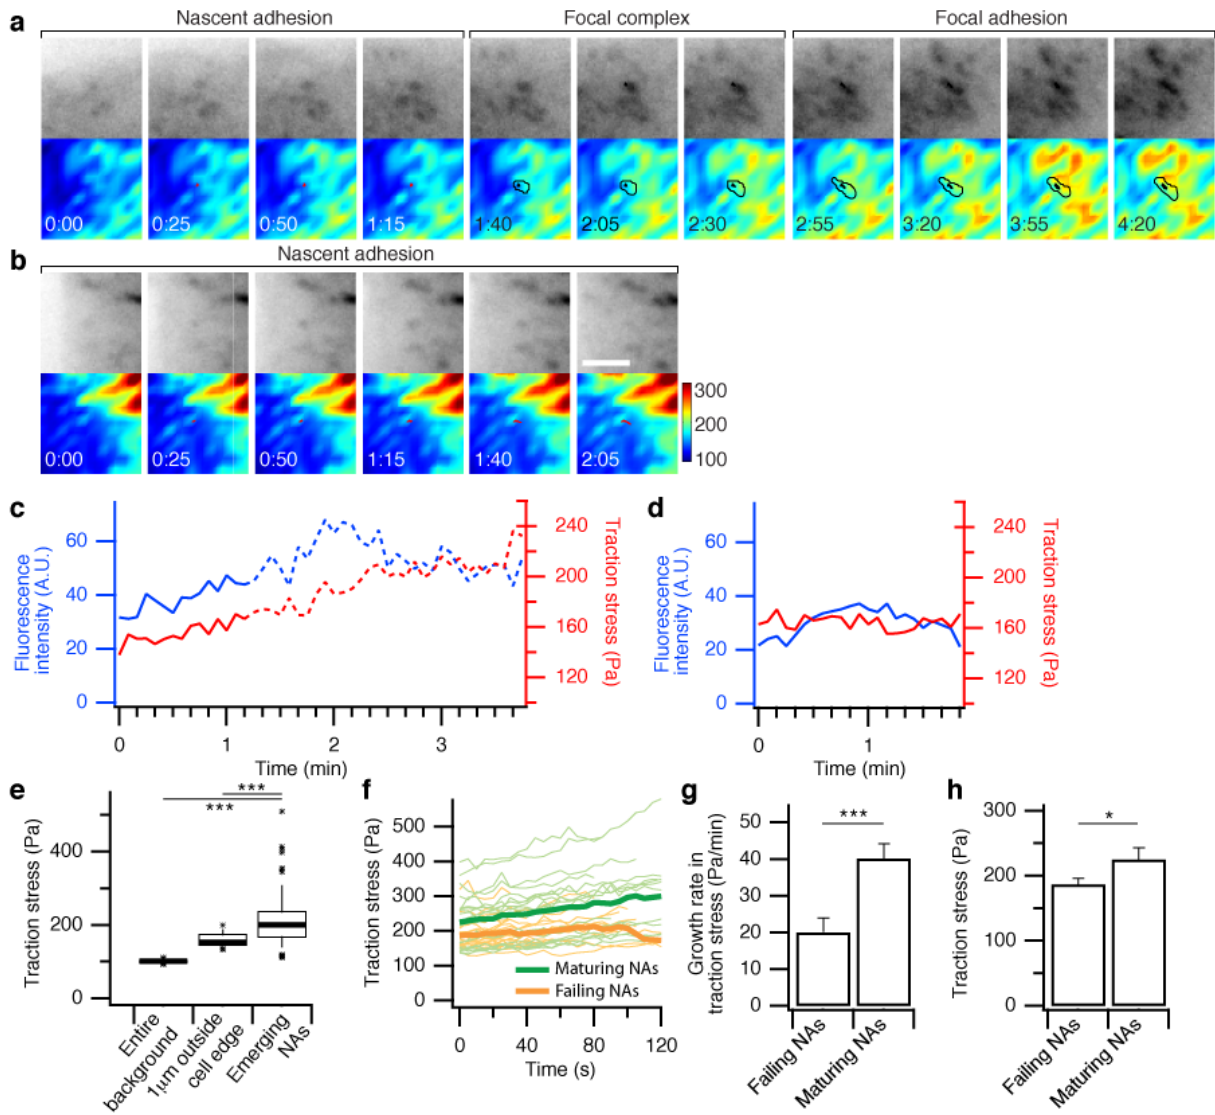 a
Nascent adhesion
Focal complex
Focal adhesion
0:00
0:25
0:50
1:15
1:40
2:05
2:30
2:55
3:20
3:55
4:20
b
Nascent adhesion
0:00
0:25
0:50
1:15
1:40
2:05
300
200
100
c
Fluorescence
intensity (A.U.)
60
40
20
0
0
1
2
3
Time (min)
240
200
160
120
Traction stress (Pa)
d
Fluorescence
intensity (A.U.)
60
40
20
0
0
1
Time (min)
240
200
160
120
Traction stress (Pa)
e
Traction stress (Pa)
400
200
0
***
***
Entire
background
1μm outside
cell edge
Emerging
NAs
f
Traction stress (Pa)
500
400
300
200
100
0
Maturing NAs
Failing NAs
0
40
80
120
Time (s)
g
Growth rate in
traction stress (Pa/min)
50
40
30
20
10
0
***
Failing NAs
Maturing NAs
h
Traction stress (Pa)
300
200
100
0
*
Failing NAs
Maturing NAs